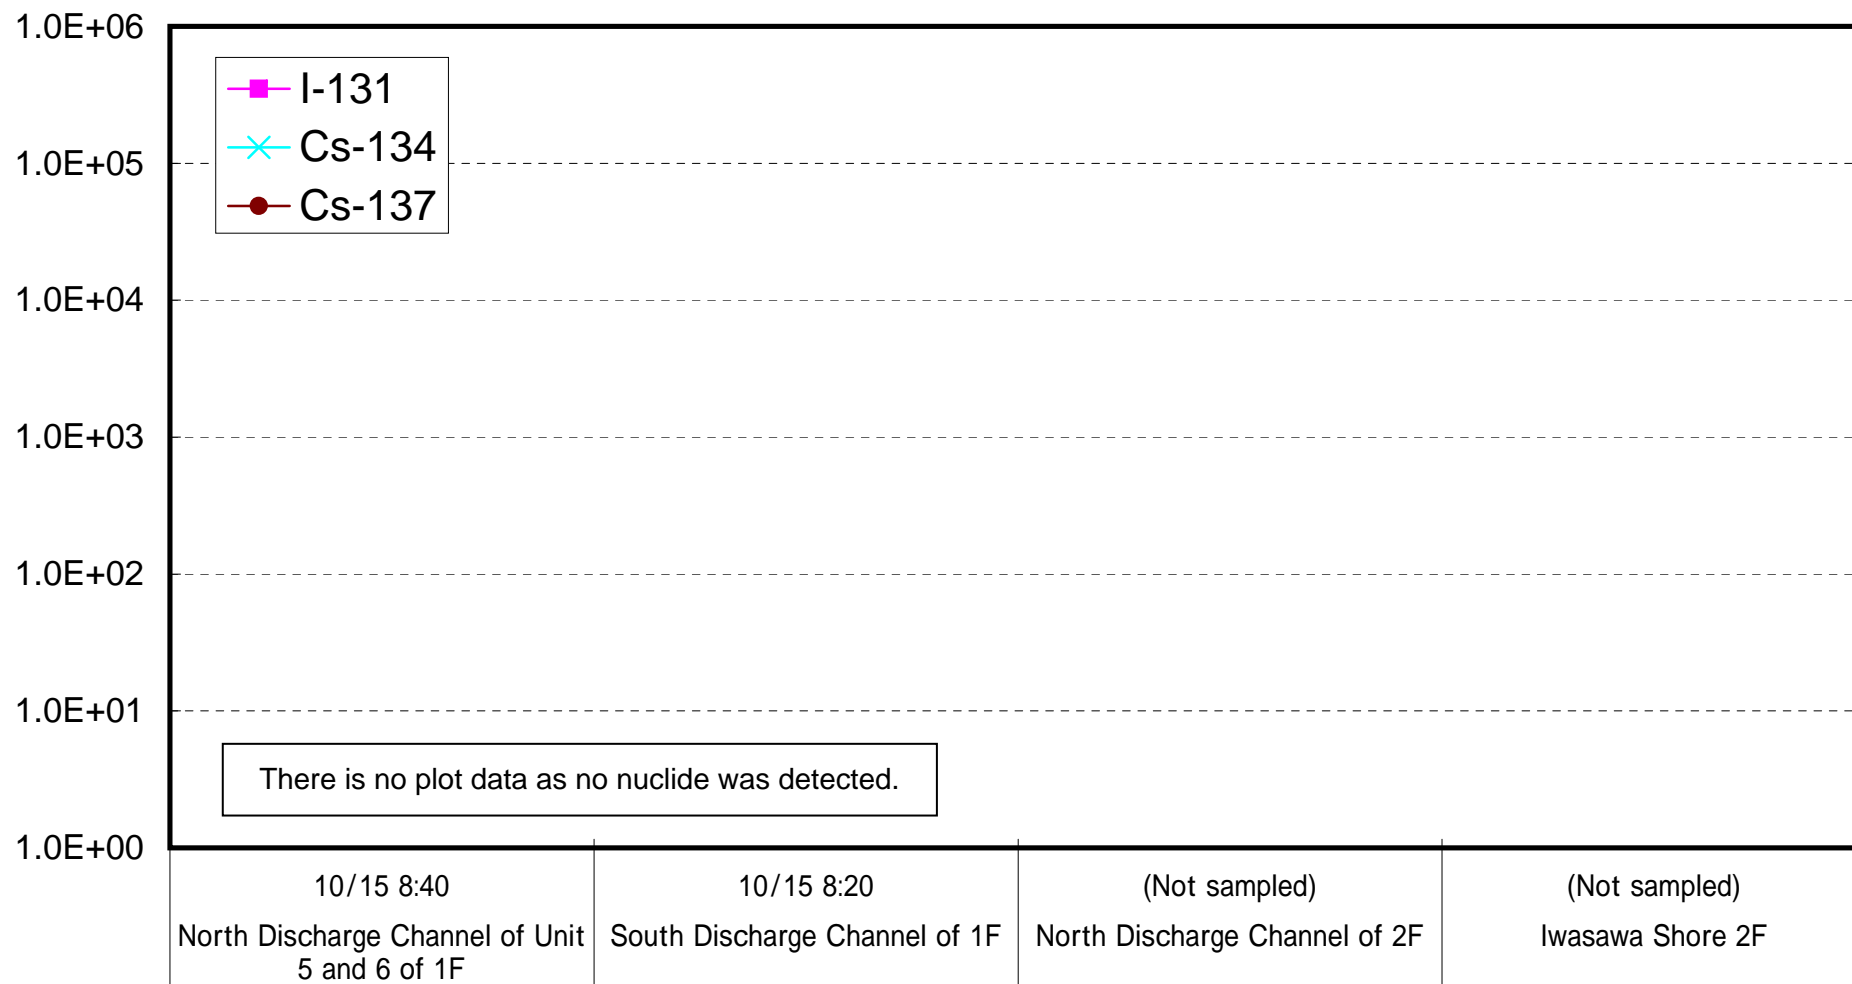 1.0E+06
I-131
Cs-134
1.0E+05
Cs-137
1.0E+04
1.0E+03
1.0E+02
1.0E+01
There is no plot data as no nuclide was detected.
1.0E+00
10/15 8:40
10/15 8:20
(Not sampled)
(Not sampled)
North Discharge Channel of Unit
5 and 6 of 1F
South Discharge Channel of 1F
North Discharge Channel of 2F
Iwasawa Shore 2F